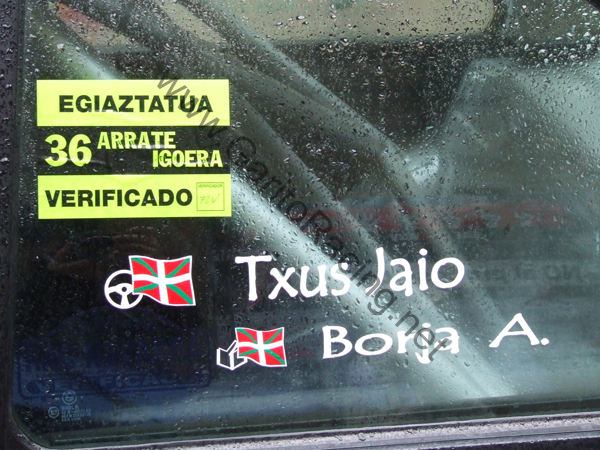 EGIAZTATUA
36 ARRATE
IGOERA
VERIFICADO
Txus Jaio
Borja A.
www.GaritoRacing.net